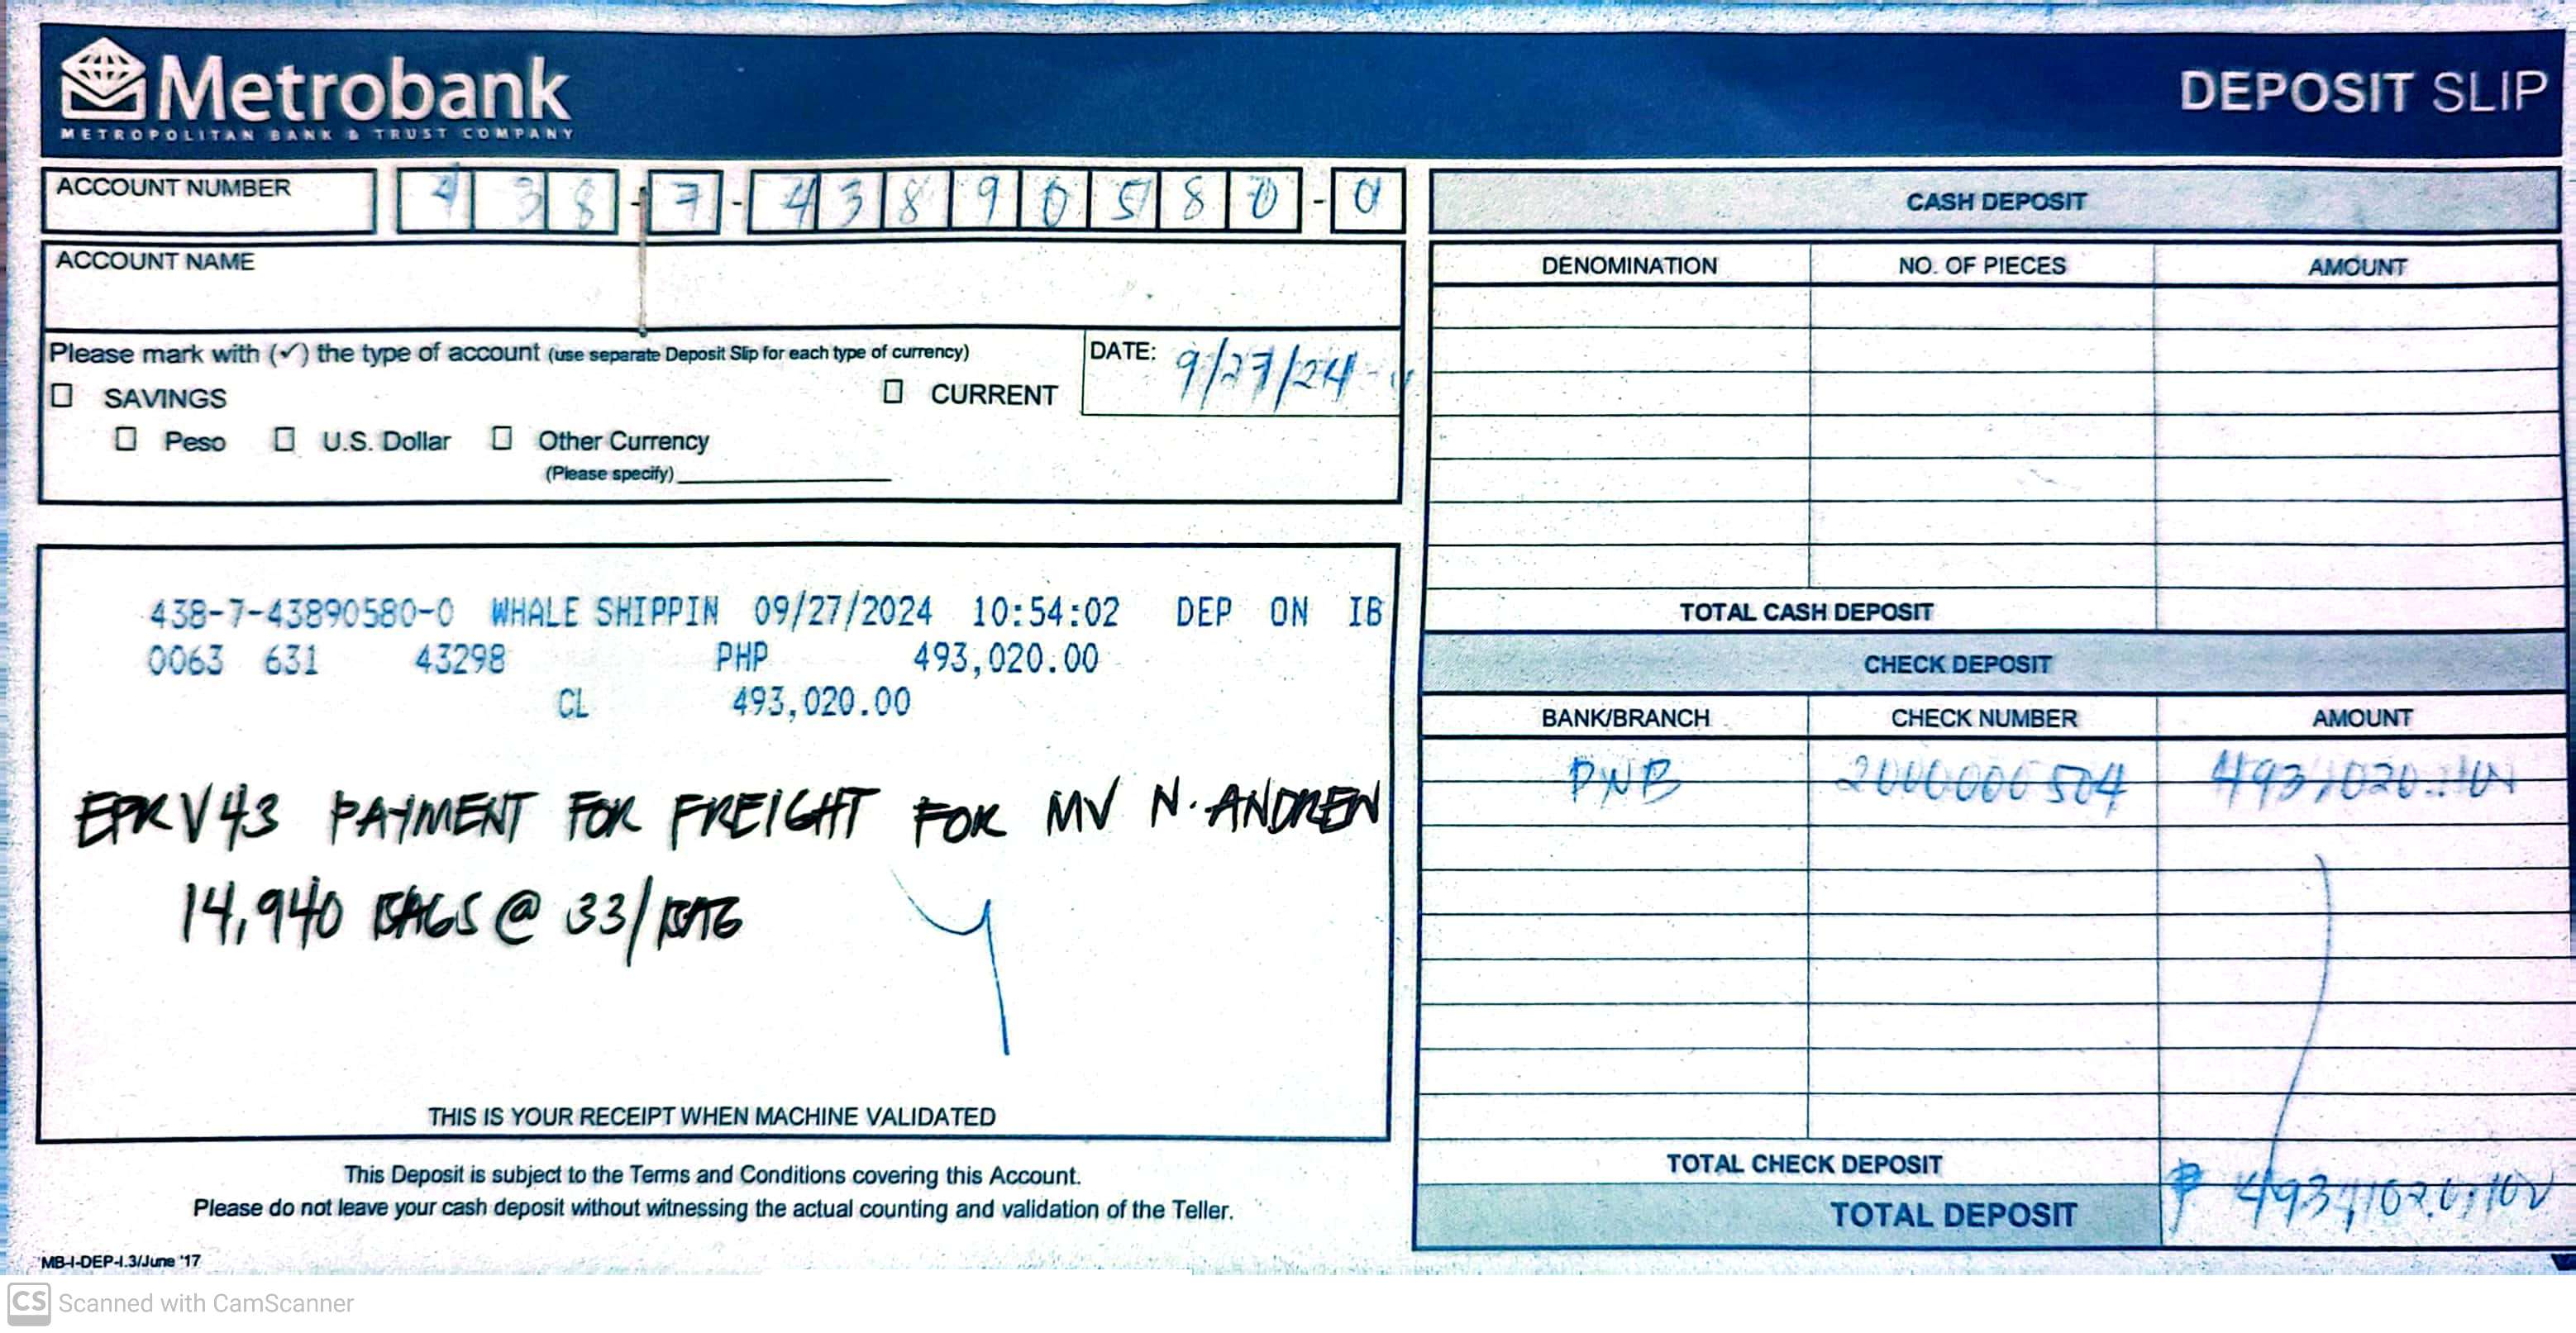 Metrobank
METROPOLITAN BANK & TRUST COMPANY
DEPOSIT SLIP
ACCOUNT NUMBER 4 3 8 - 7 - 4 3 8 9 0 5 8 0 - 0
ACCOUNT NAME
Please mark with (✓) the type of account (use separate Deposit Slip for each type of currency)
DATE: 9/27/24
SAVINGS
CURRENT
Peso U.S. Dollar Other Currency
(Please specify)
438-7-43890580-0 WHALE SHIPPIN 09/27/2024 10:54:02 DEP ON IB
0063 631 43298 PHP 493,020.00
CL 493,020.00
EPR V43 PAYMENT FOR FREIGHT FOR MV N. ANDREW
14,940 BAGS @ 33/BAG
THIS IS YOUR RECEIPT WHEN MACHINE VALIDATED
This Deposit is subject to the Terms and Conditions covering this Account.
Please do not leave your cash deposit without witnessing the actual counting and validation of the Teller.
MB-I-DEP-I.3/June '17
CASH DEPOSIT
DENOMINATION NO. OF PIECES AMOUNT
TOTAL CASH DEPOSIT
CHECK DEPOSIT
BANK/BRANCH CHECK NUMBER AMOUNT
PNB 2000000504 493,020.00
TOTAL CHECK DEPOSIT
TOTAL DEPOSIT ₱ 493,020.00
CS Scanned with CamScanner